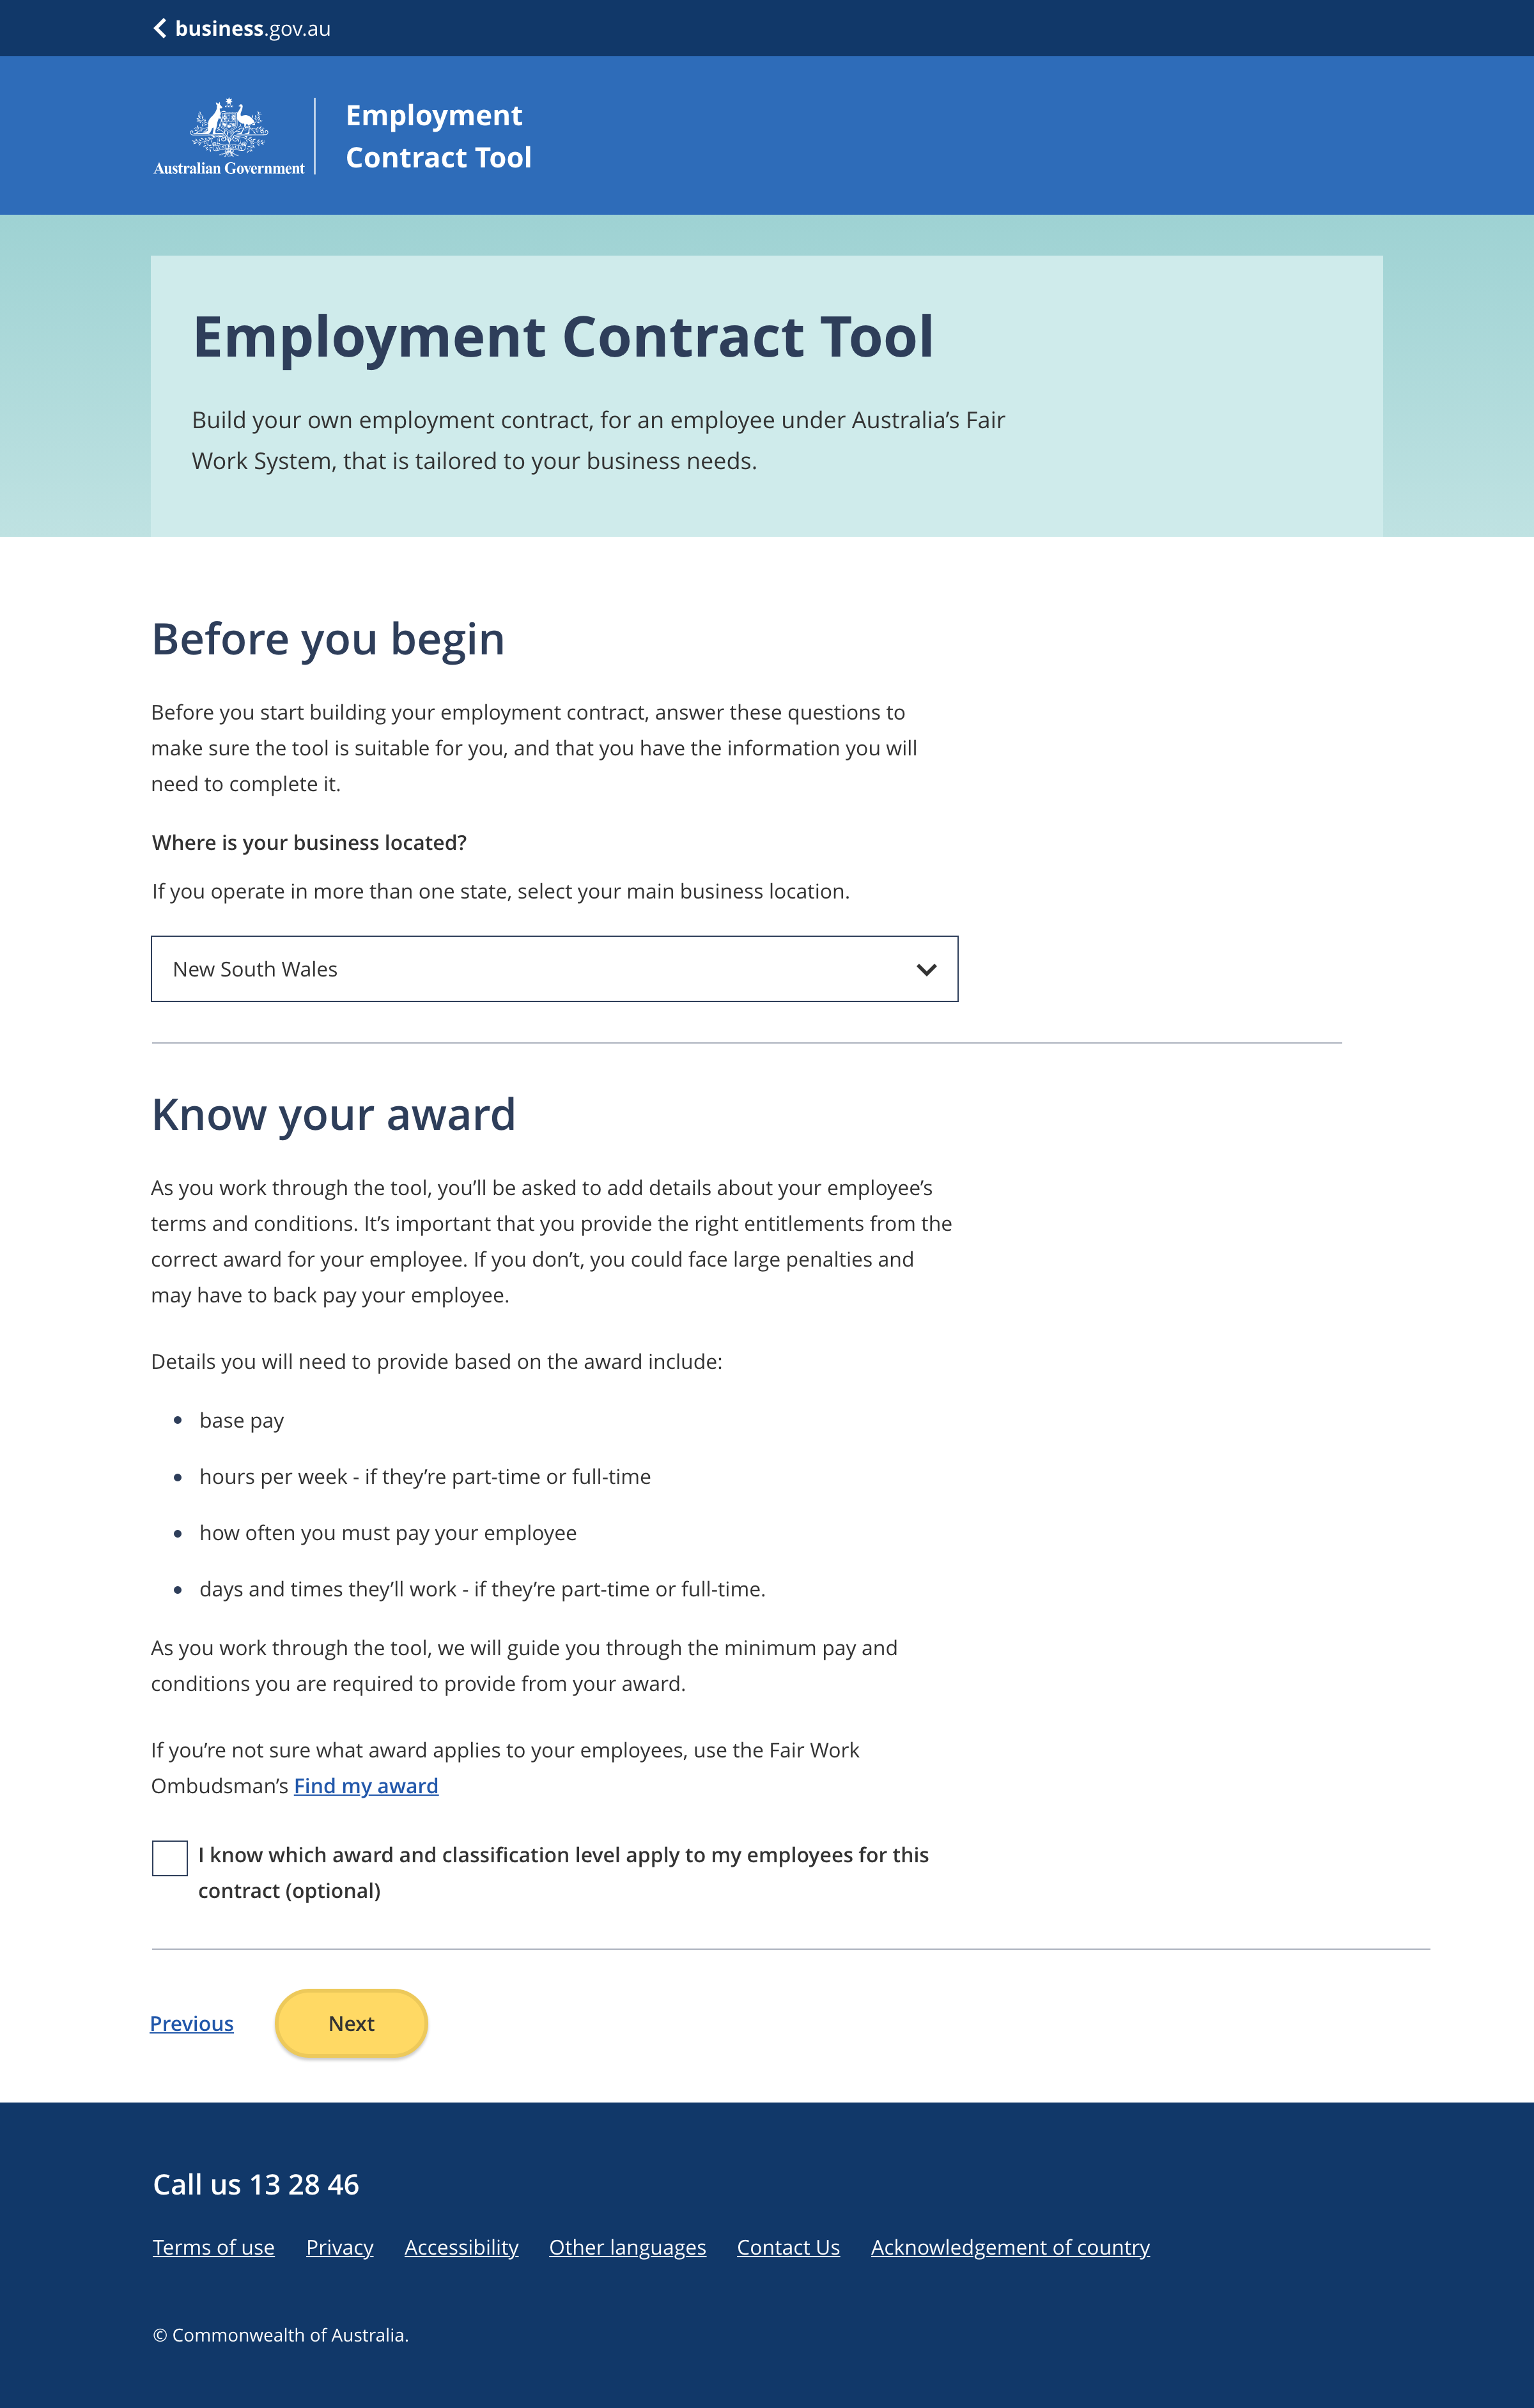 business.gov.au
Australian Government
Employment
Contract Tool
Employment Contract Tool
Build your own employment contract, for an employee under Australia’s Fair
Work System, that is tailored to your business needs.
Before you begin
Before you start building your employment contract, answer these questions to
make sure the tool is suitable for you, and that you have the information you will
need to complete it.
Where is your business located?
If you operate in more than one state, select your main business location.
New South Wales
Know your award
As you work through the tool, you’ll be asked to add details about your employee’s
terms and conditions. It’s important that you provide the right entitlements from the
correct award for your employee. If you don’t, you could face large penalties and
may have to back pay your employee.
Details you will need to provide based on the award include:
• base pay
• hours per week - if they’re part-time or full-time
• how often you must pay your employee
• days and times they’ll work - if they’re part-time or full-time.
As you work through the tool, we will guide you through the minimum pay and
conditions you are required to provide from your award.
If you’re not sure what award applies to your employees, use the Fair Work
Ombudsman’s Find my award
I know which award and classification level apply to my employees for this
contract (optional)
Previous Next
Call us 13 28 46
Terms of use Privacy Accessibility Other languages Contact Us Acknowledgement of country
© Commonwealth of Australia.